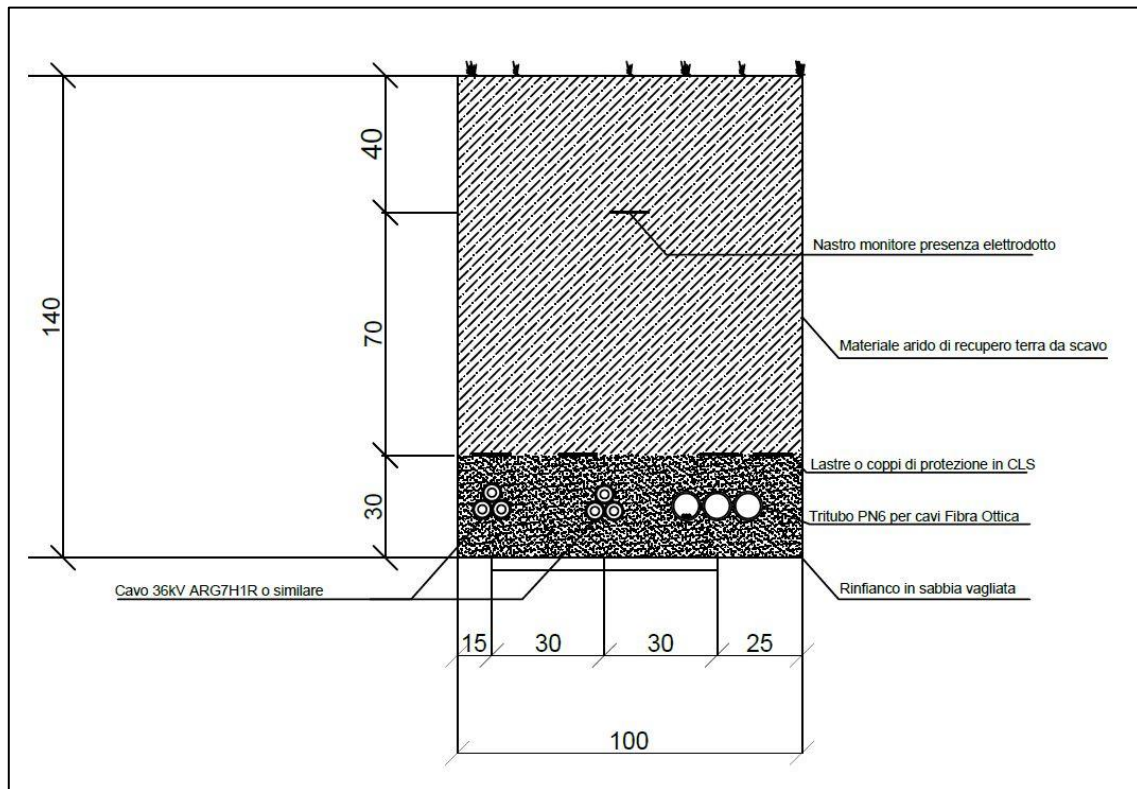 40
Nastro monitore presenza elettrodotto
140
70
Materiale arido di recupero terra da scavo
Lastre o coppi di protezione in CLS
30
Tritubo PN6 per cavi Fibra Ottica
Cavo 36kV ARG7H1R o similare
Rinfianco in sabbia vagliata
15 30 30 25
100